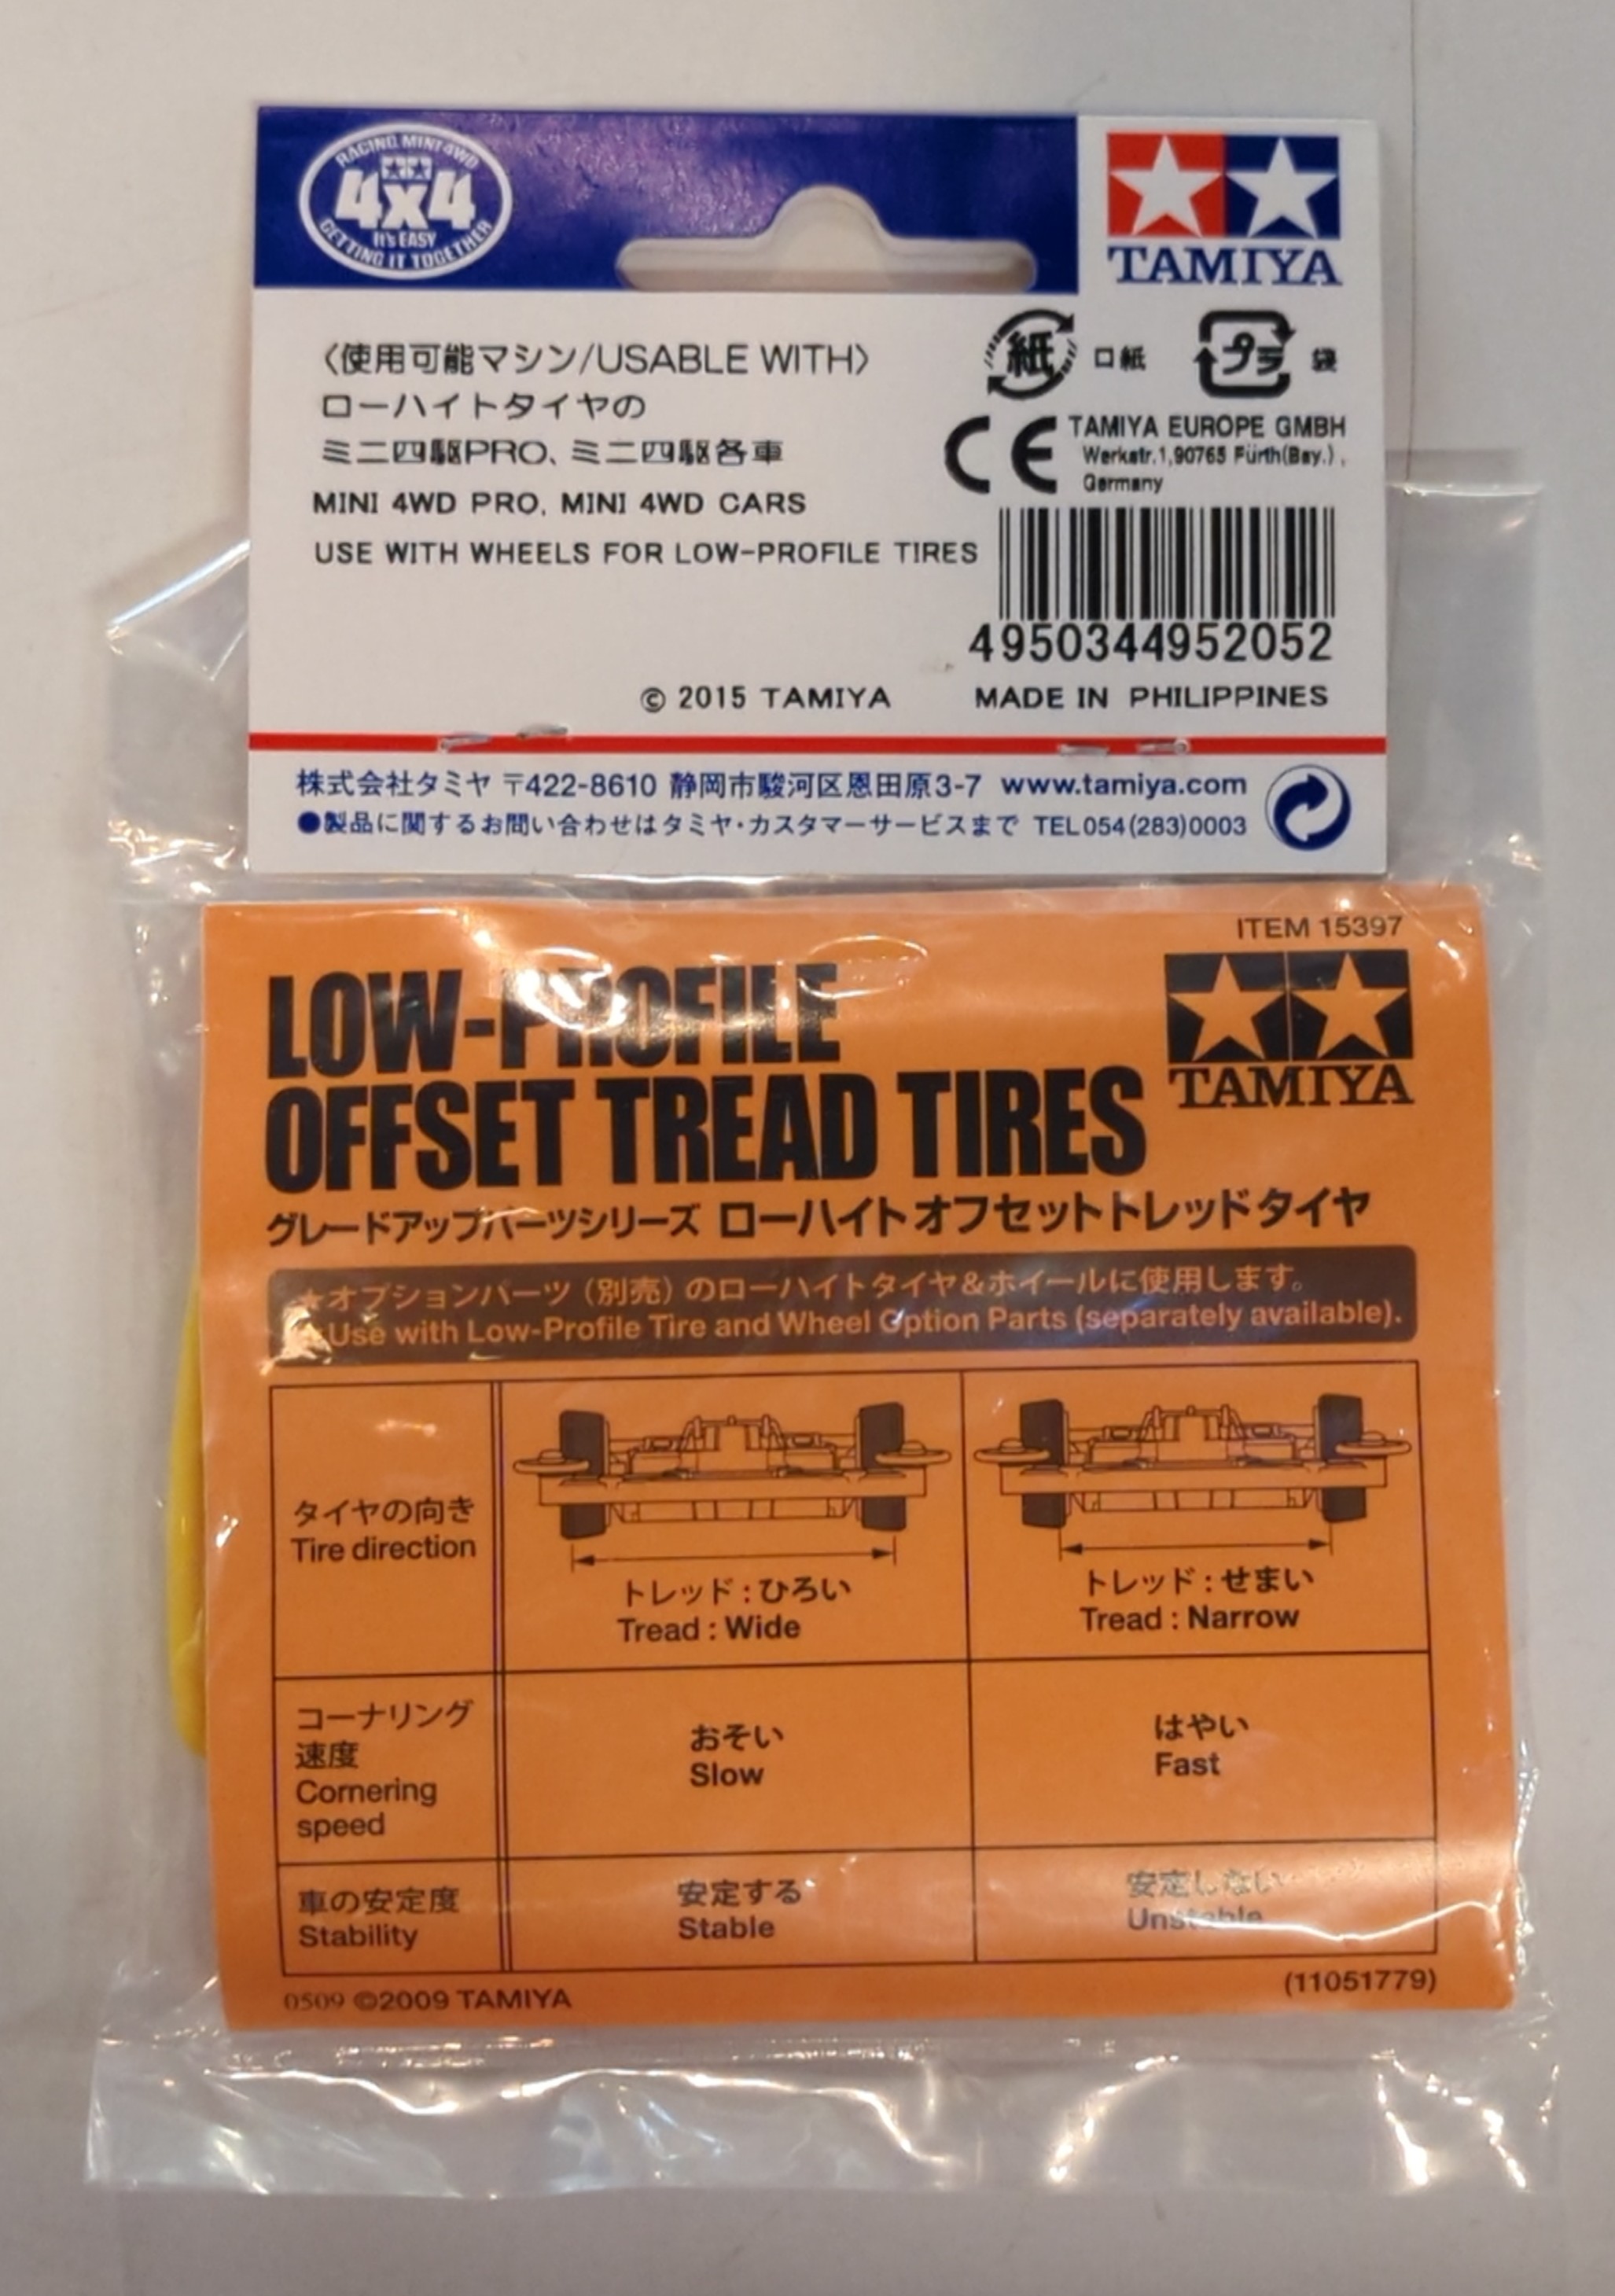 RACING MINI 4WD
4x4
It's EASY
GETTING IT TOGETHER
TAMIYA
〈使用可能マシン/USABLE WITH〉
ローハイトタイヤの
ミニ四駆PRO、ミニ四駆各車
MINI 4WD PRO, MINI 4WD CARS
USE WITH WHEELS FOR LOW-PROFILE TIRES
紙 口紙 プラ 袋
CE TAMIYA EUROPE GMBH
Werkstr.1,90765 Fürth(Bay.),
Germany
4950344952052
© 2015 TAMIYA MADE IN PHILIPPINES
株式会社タミヤ 〒422-8610 静岡市駿河区恩田原3-7 www.tamiya.com
●製品に関するお問い合わせはタミヤ・カスタマーサービスまで TEL054(283)0003
ITEM 15397
LOW-PROFILE
OFFSET TREAD TIRES
TAMIYA
グレードアップパーツシリーズ ローハイトオフセットトレッドタイヤ
★オプションパーツ（別売）のローハイトタイヤ&ホイールに使用します。
★Use with Low-Profile Tire and Wheel Option Parts (separately available).
タイヤの向き
Tire direction
トレッド : ひろい
Tread : Wide
トレッド : せまい
Tread : Narrow
コーナリング
速度
Cornering
speed
おそい
Slow
はやい
Fast
車の安定度
Stability
安定する
Stable
安定しない
Unstable
0509 ©2009 TAMIYA
(11051779)